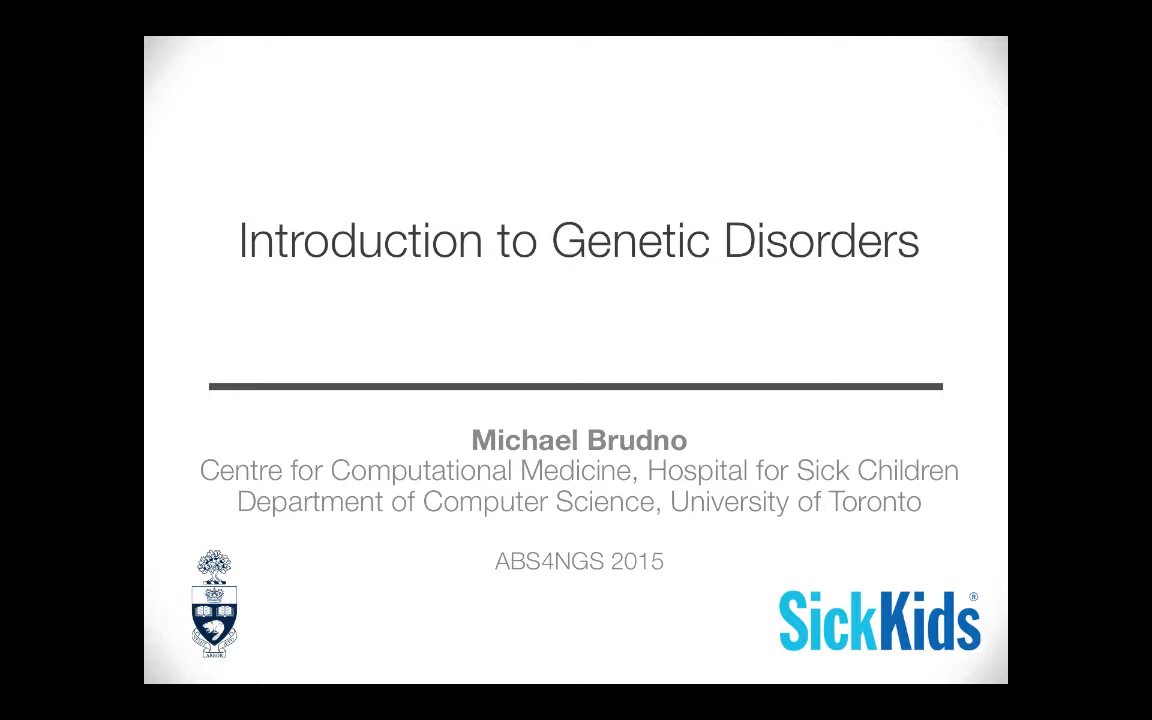 Introduction to Genetic Disorders
Michael Brudno
Centre for Computational Medicine, Hospital for Sick Children
Department of Computer Science, University of Toronto
ABS4NGS 2015
SickKids®
ARBOR